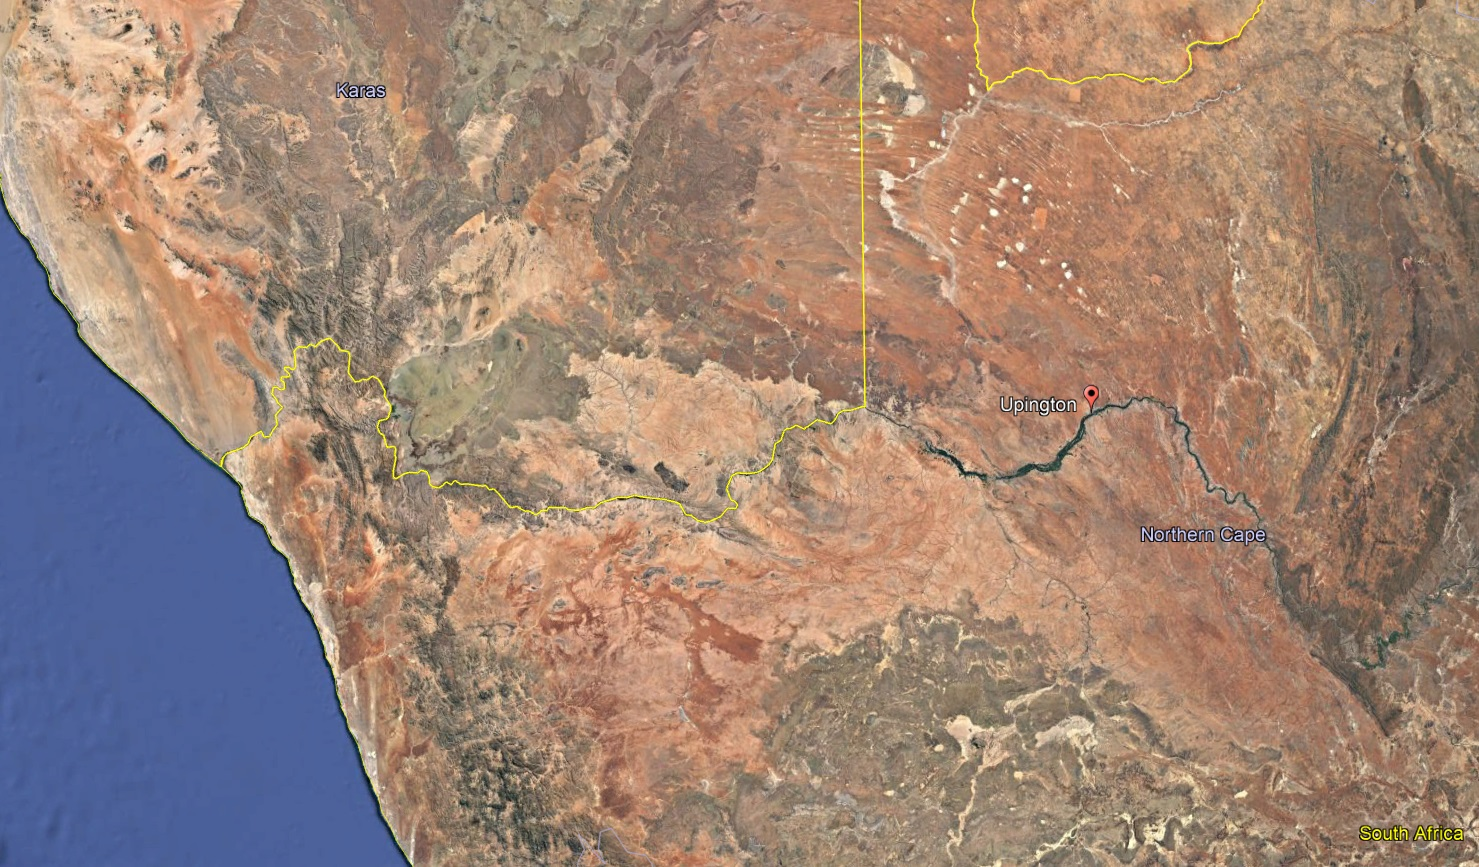 Karas
Upington
Northern Cape
South Africa